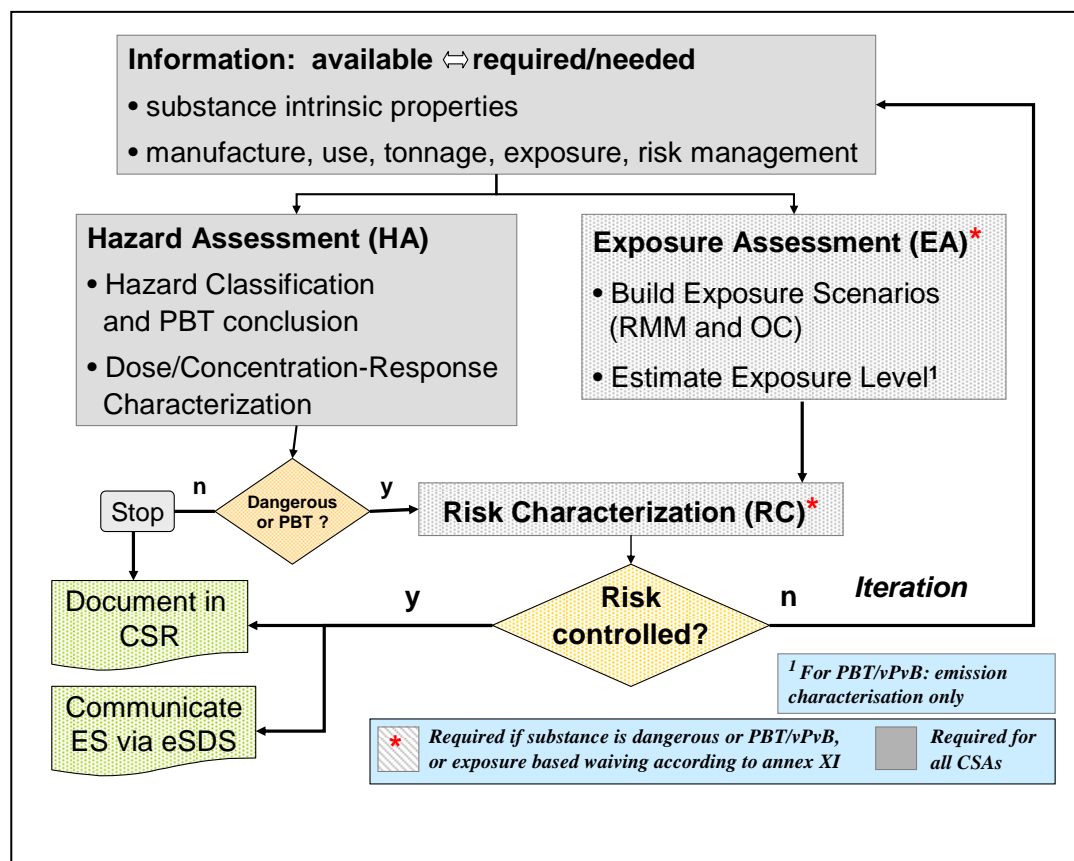 Information: available ⇔ required/needed
• substance intrinsic properties
• manufacture, use, tonnage, exposure, risk management
Hazard Assessment (HA)
• Hazard Classification
and PBT conclusion
• Dose/Concentration-Response
Characterization
Exposure Assessment (EA)*
• Build Exposure Scenarios
(RMM and OC)
• Estimate Exposure Level¹
n
Dangerous
or PBT ?
y
Stop
Risk Characterization (RC)*
Document in
CSR
y
Risk
controlled?
n
Iteration
Communicate
ES via eSDS
¹ For PBT/vPvB: emission
characterisation only
* Required if substance is dangerous or PBT/vPvB,
or exposure based waiving according to annex XI
Required for
all CSAs